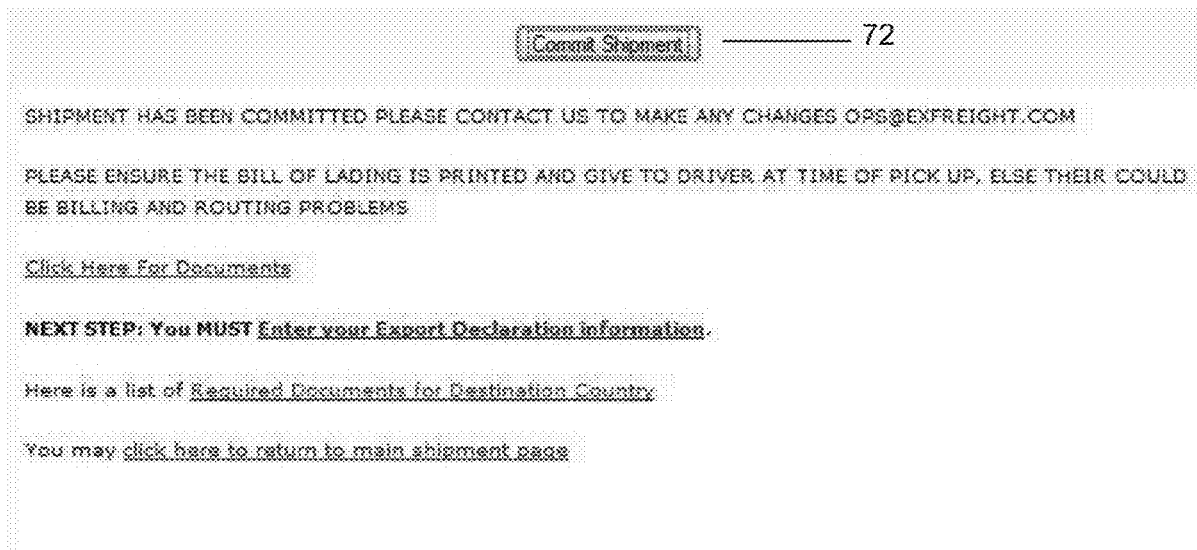 Commit Shipment 72
SHIPMENT HAS BEEN COMMITTED PLEASE CONTACT US TO MAKE ANY CHANGES OPS@EXFREIGHT.COM
PLEASE ENSURE THE BILL OF LADING IS PRINTED AND GIVE TO DRIVER AT TIME OF PICK UP, ELSE THEIR COULD
BE BILLING AND ROUTING PROBLEMS
Click Here For Documents
NEXT STEP: You MUST Enter your Export Declaration information.
Here is a list of Required Documents for Destination Country
You may click here to return to main shipment page